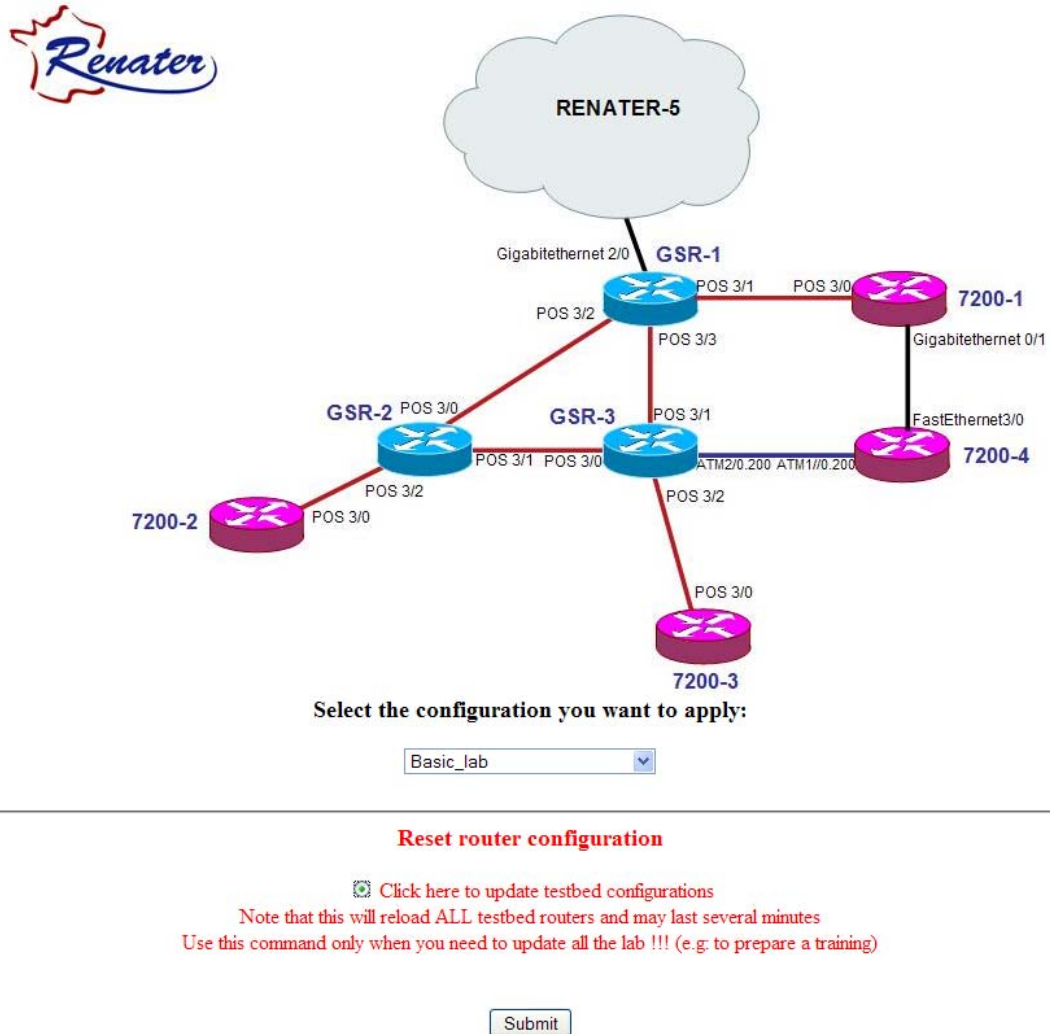 Renater
RENATER-5
Gigabitethernet 2/0
GSR-1
POS 3/1
POS 3/0
7200-1
POS 3/2
POS 3/3
Gigabitethernet 0/1
GSR-2
POS 3/0
GSR-3
POS 3/1
FastEthernet3/0
POS 3/1
POS 3/0
ATM2/0.200
ATM1//0.200
7200-4
POS 3/2
POS 3/2
7200-2
POS 3/0
POS 3/0
7200-3
Select the configuration you want to apply:
Basic_lab
Reset router configuration
Click here to update testbed configurations
Note that this will reload ALL testbed routers and may last several minutes
Use this command only when you need to update all the lab !!! (e.g: to prepare a training)
Submit